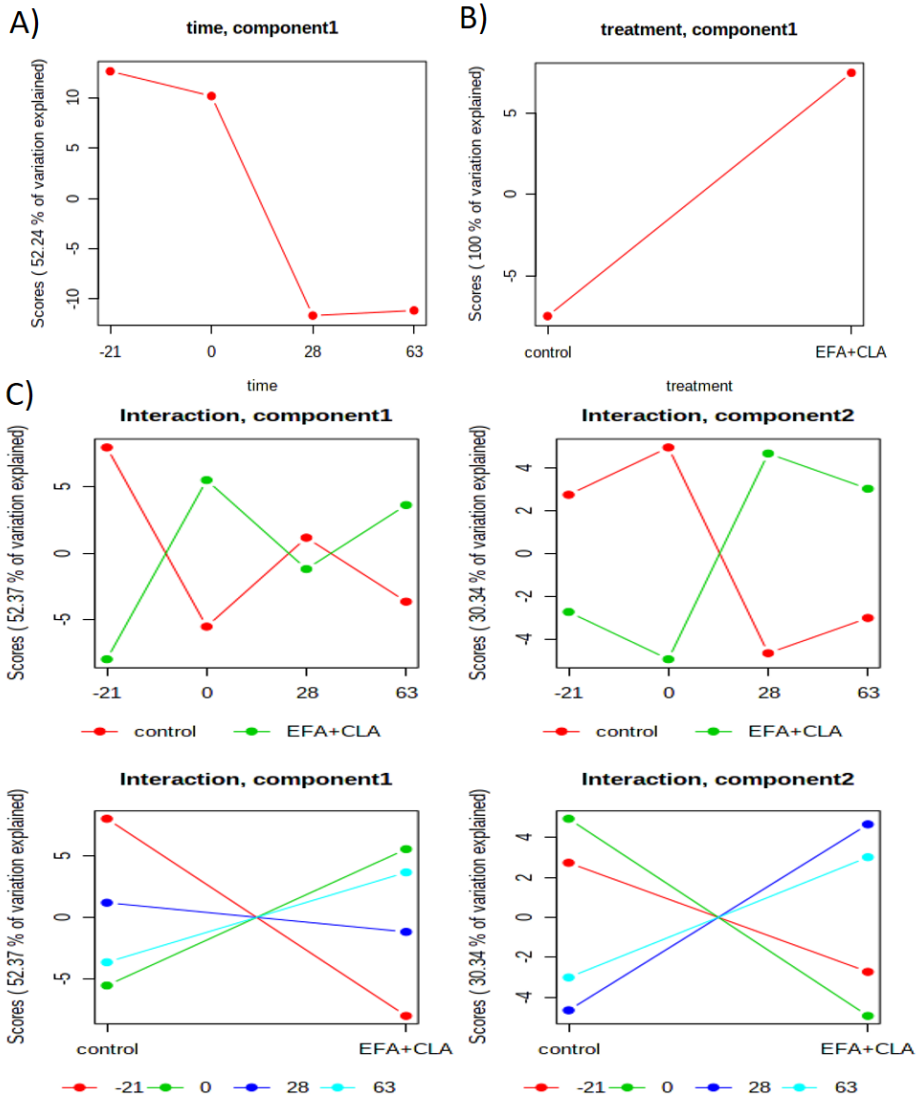 A)
time, component1
Scores ( 52.24 % of variation explained)
10
5
0
-5
-10
-21 0 28 63
time
B)
treatment, component1
Scores ( 100 % of variation explained)
5
0
-5
control EFA+CLA
treatment
C)
Interaction, component1
Scores ( 52.37 % of variation explained)
5
0
-5
-21 0 28 63
control EFA+CLA
Interaction, component2
Scores ( 30.34 % of variation explained)
4
2
0
-2
-4
-21 0 28 63
control EFA+CLA
Interaction, component1
Scores ( 52.37 % of variation explained)
5
0
-5
control EFA+CLA
-21 0 28 63
Interaction, component2
Scores ( 30.34 % of variation explained)
4
2
0
-2
-4
control EFA+CLA
-21 0 28 63